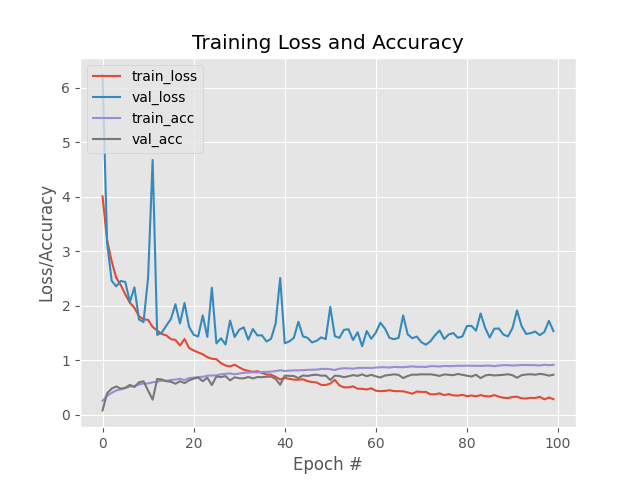 Training Loss and Accuracy
train_loss
val_loss
train_acc
val_acc
Loss/Accuracy
6
5
4
3
2
1
0
0 20 40 60 80 100
Epoch #